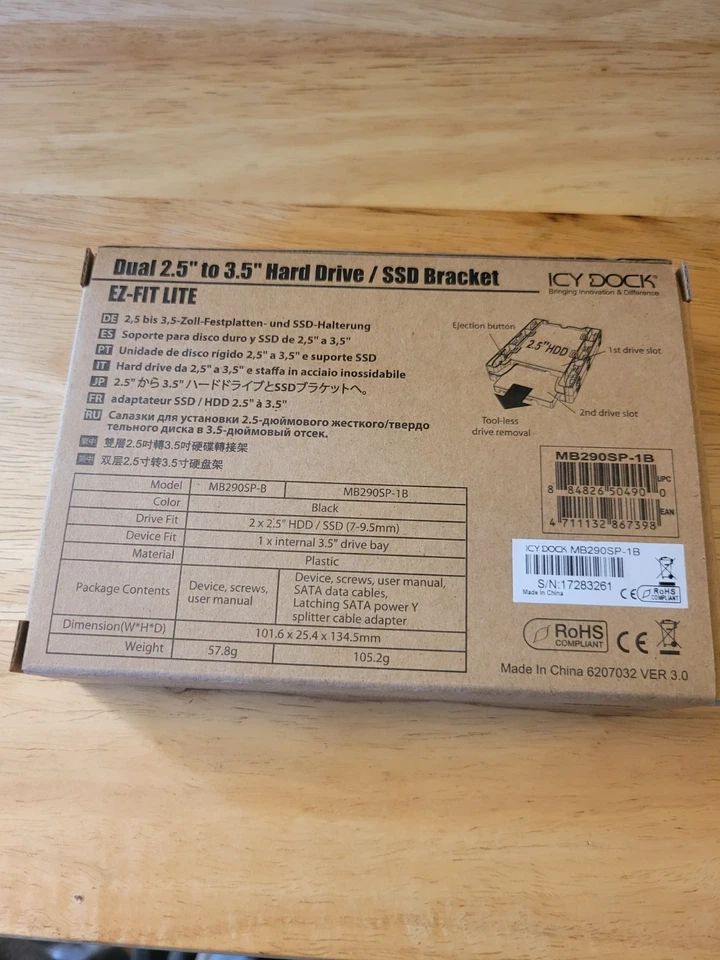 Dual 2.5" to 3.5" Hard Drive / SSD Bracket
EZ-FIT LITE
ICY DOCK®
Bringing Innovation & Difference
DE 2,5 bis 3,5-Zoll-Festplatten- und SSD-Halterung
ES Soporte para disco duro y SSD de 2,5" a 3,5"
PT Unidade de disco rígido 2,5" a 3,5" e suporte SSD
IT Hard drive da 2,5" a 3,5" e staffa in acciaio inossidabile
JP 2.5" から 3.5" ハードドライブとSSDブラケットへ。
FR adaptateur SSD / HDD 2.5" à 3.5"
RU Салазки для установки 2.5-дюймового жесткого/твердо
тельного диска в 3.5-дюймовый отсек.
繁中 雙層2.5吋轉3.5吋硬碟轉接架
簡中 双层2.5寸转3.5寸硬盘架
Ejection button
2.5" HDD
1st drive slot
2nd drive slot
Tool-less
drive removal
MB290SP-1B
UPC
8 84826 50490 0
EAN
4 711132 867398
ICY DOCK MB290SP-1B
S/N:17283261
Made In China
CE RoHS
COMPLIANT
RoHS
COMPLIANT
CE
Made In China 6207032 VER 3.0
Model MB290SP-B MB290SP-1B
Color Black
Drive Fit 2 x 2.5" HDD / SSD (7-9.5mm)
Device Fit 1 x internal 3.5" drive bay
Material Plastic
Package Contents
Device, screws,
user manual
Device, screws, user manual,
SATA data cables,
Latching SATA power Y
splitter cable adapter
Dimension(W*H*D) 101.6 x 25.4 x 134.5mm
Weight 57.8g 105.2g